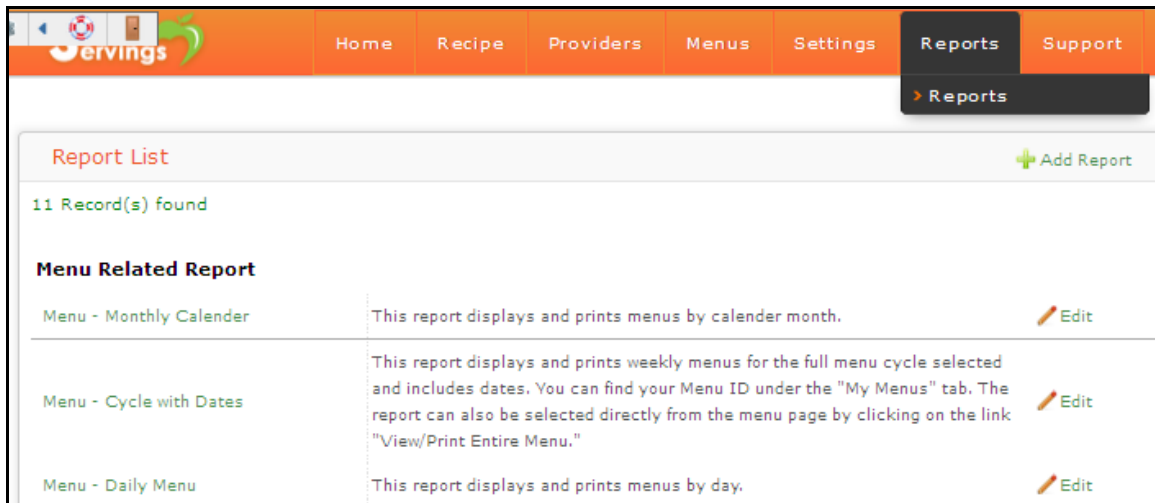 Servings
Home Recipe Providers Menus Settings Reports Support
Reports
Report List Add Report
11 Record(s) found
Menu Related Report
Menu - Monthly Calender This report displays and prints menus by calender month. Edit
This report displays and prints weekly menus for the full menu cycle selected
and includes dates. You can find your Menu ID under the "My Menus" tab. The
Menu - Cycle with Dates report can also be selected directly from the menu page by clicking on the link Edit
"View/Print Entire Menu."
Menu - Daily Menu This report displays and prints menus by day. Edit